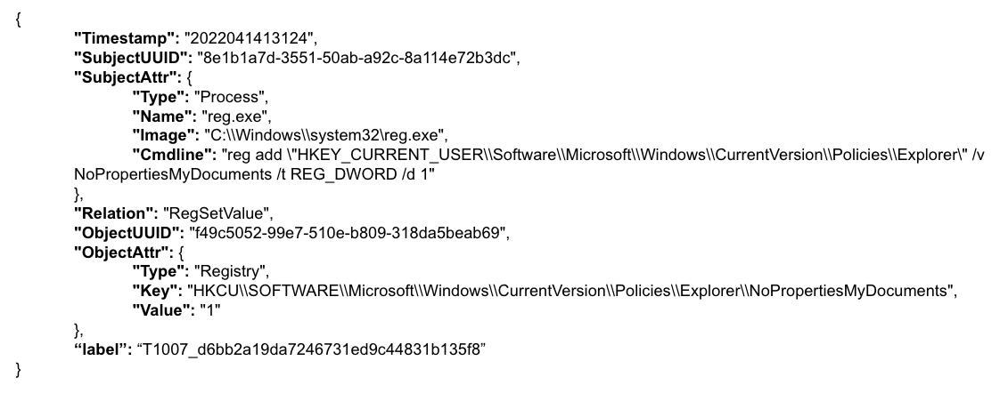 {
"Timestamp": "2022041413124",
"SubjectUUID": "8e1b1a7d-3551-50ab-a92c-8a114e72b3dc",
"SubjectAttr": {
"Type": "Process",
"Name": "reg.exe",
"Image": "C:\\Windows\\system32\reg.exe",
"Cmdline": "reg add \"HKEY_CURRENT_USER\\Software\\Microsoft\\Windows\\CurrentVersion\\Policies\\Explorer\" /v
NoPropertiesMyDocuments /t REG_DWORD /d 1"
},
"Relation": "RegSetValue",
"ObjectUUID": "f49c5052-99e7-510e-b809-318da5beab69",
"ObjectAttr": {
"Type": "Registry",
"Key": "HKCU\\SOFTWARE\\Microsoft\\Windows\\CurrentVersion\\Policies\\Explorer\\NoPropertiesMyDocuments",
"Value": "1"
},
“label”: “T1007_d6bb2a19da7246731ed9c44831b135f8”
}